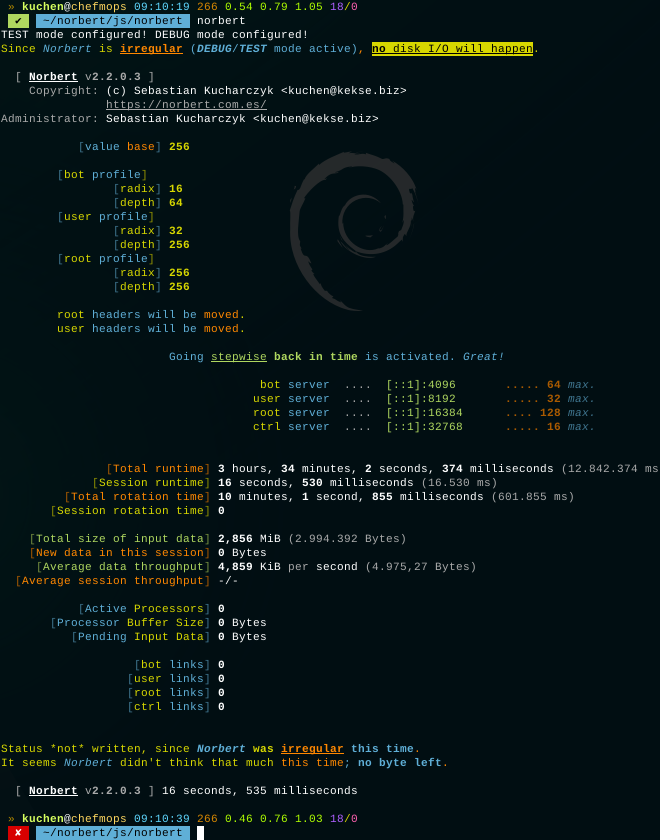 » kuchen@chefmops 09:10:19 266 0.54 0.79 1.05 18/0
✔ ~/norbert/js/norbert norbert
TEST mode configured! DEBUG mode configured!
Since Norbert is irregular (DEBUG/TEST mode active), no disk I/O will happen.
[ Norbert v2.2.0.3 ]
Copyright: (c) Sebastian Kucharczyk <kuchen@kekse.biz>
https://norbert.com.es/
Administrator: Sebastian Kucharczyk <kuchen@kekse.biz>
[value base] 256
[bot profile]
[radix] 16
[depth] 64
[user profile]
[radix] 32
[depth] 256
[root profile]
[radix] 256
[depth] 256
root headers will be moved.
user headers will be moved.
Going stepwise back in time is activated. Great!
bot server .... [::1]:4096 ..... 64 max.
user server .... [::1]:8192 ..... 32 max.
root server .... [::1]:16384 .... 128 max.
ctrl server .... [::1]:32768 ..... 16 max.
[Total runtime] 3 hours, 34 minutes, 2 seconds, 374 milliseconds (12.842.374 ms
[Session runtime] 16 seconds, 530 milliseconds (16.530 ms)
[Total rotation time] 10 minutes, 1 second, 855 milliseconds (601.855 ms)
[Session rotation time] 0
[Total size of input data] 2,856 MiB (2.994.392 Bytes)
[New data in this session] 0 Bytes
[Average data throughput] 4,859 KiB per second (4.975,27 Bytes)
[Average session throughput] -/-
[Active Processors] 0
[Processor Buffer Size] 0 Bytes
[Pending Input Data] 0 Bytes
[bot links] 0
[user links] 0
[root links] 0
[ctrl links] 0
Status *not* written, since Norbert was irregular this time.
It seems Norbert didn't think that much this time; no byte left.
[ Norbert v2.2.0.3 ] 16 seconds, 535 milliseconds
» kuchen@chefmops 09:10:39 266 0.46 0.76 1.03 18/0
✘ ~/norbert/js/norbert